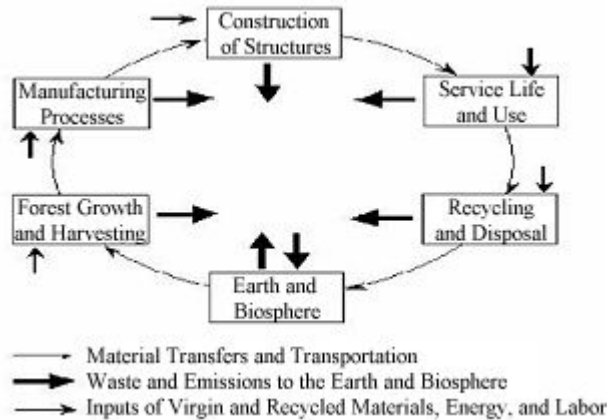 Construction
of Structures
Manufacturing
Processes
Service Life
and Use
Forest Growth
and Harvesting
Recycling
and Disposal
Earth and
Biosphere
Material Transfers and Transportation
Waste and Emissions to the Earth and Biosphere
Inputs of Virgin and Recycled Materials, Energy, and Labor